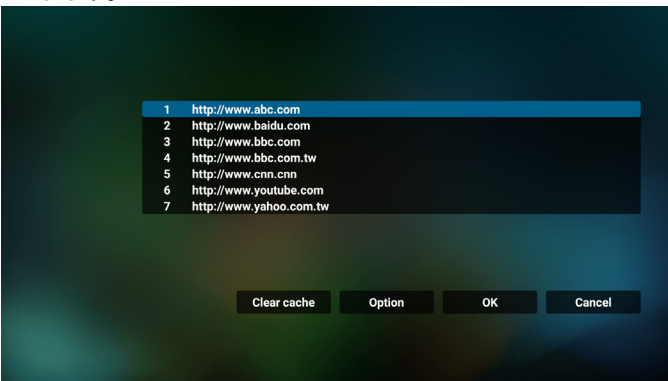 1 http://www.abc.com
2 http://www.baidu.com
3 http://www.bbc.com
4 http://www.bbc.com.tw
5 http://www.cnn.cnn
6 http://www.youtube.com
7 http://www.yahoo.com.tw
Clear cache Option OK Cancel